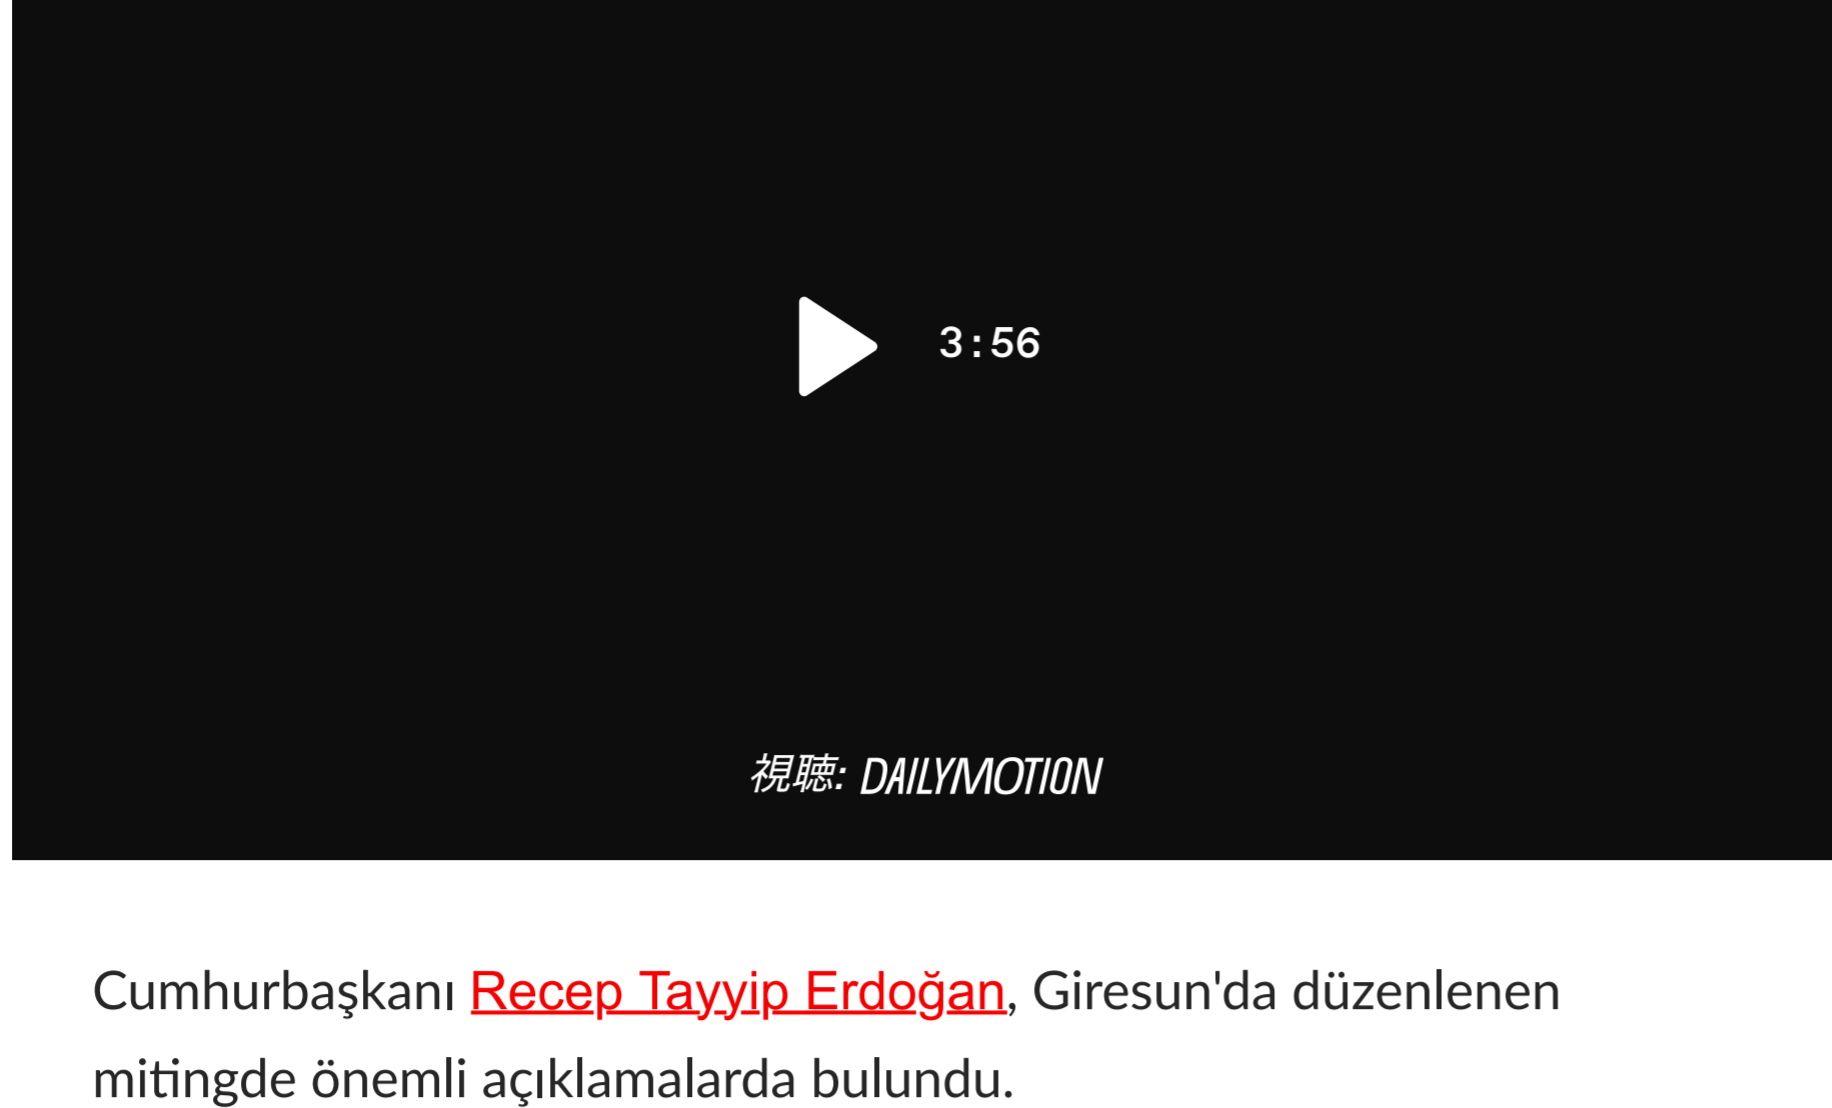 3:56
視聴: DAILYMOTION
Cumhurbaşkanı Recep Tayyip Erdoğan, Giresun'da düzenlenen
mitingde önemli açıklamalarda bulundu.